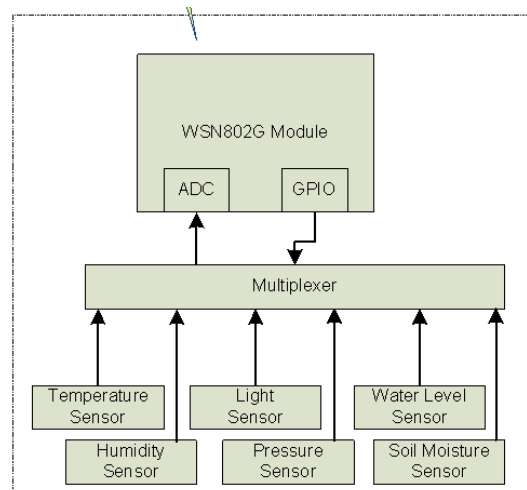 WSN802G Module
ADC
GPIO
Multiplexer
Temperature
Sensor
Light
Sensor
Water Level
Sensor
Humidity
Sensor
Pressure
Sensor
Soil Moisture
Sensor